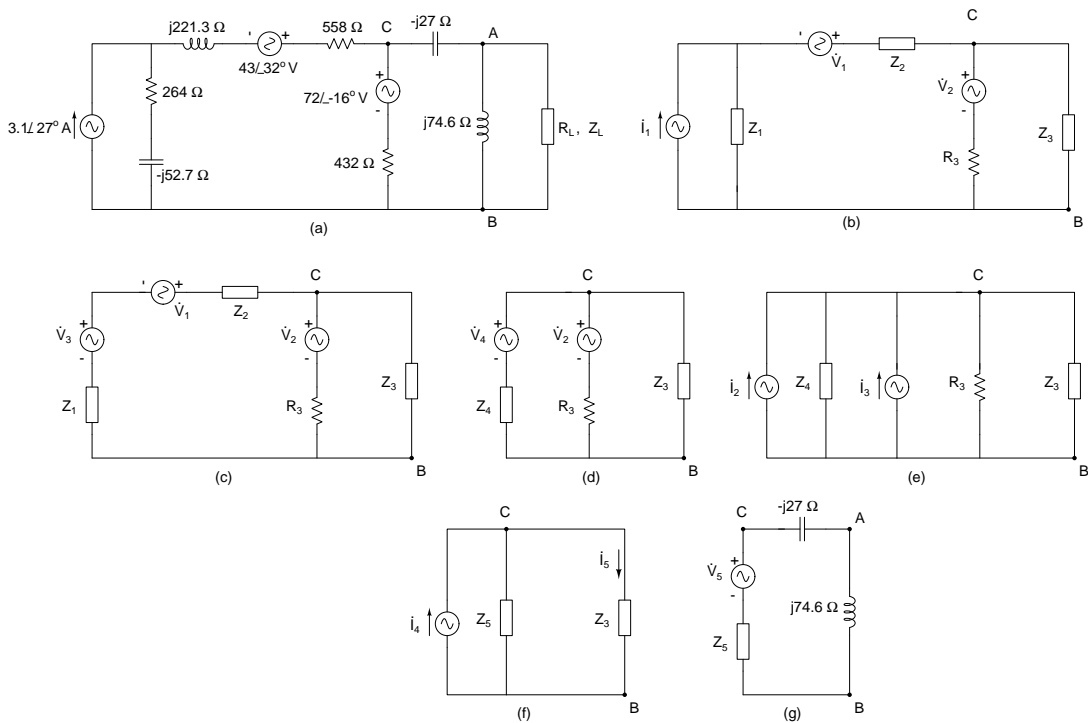 j221.3 Ω
' +
43/_32° V
558 Ω
C
-j27 Ω
A
264 Ω
-j52.7 Ω
3.1/_27° A
72/_-16° V
+
-
432 Ω
j74.6 Ω
R_L , Z_L
B
(a)
C
' +
V̇₁
Z₂
İ₁
Z₁
V̇₂
+
-
R₃
Z₃
B
(b)
C
' +
V̇₁
Z₂
V̇₃
+
-
Z₁
V̇₂
+
-
R₃
Z₃
B
(c)
C
V̇₄
+
-
Z₄
V̇₂
+
-
R₃
Z₃
B
(d)
C
İ₂
Z₄
İ₃
R₃
Z₃
B
(e)
C
İ₄
Z₅
İ₅
Z₃
B
(f)
C
-j27 Ω
A
V̇₅
+
-
Z₅
j74.6 Ω
B
(g)